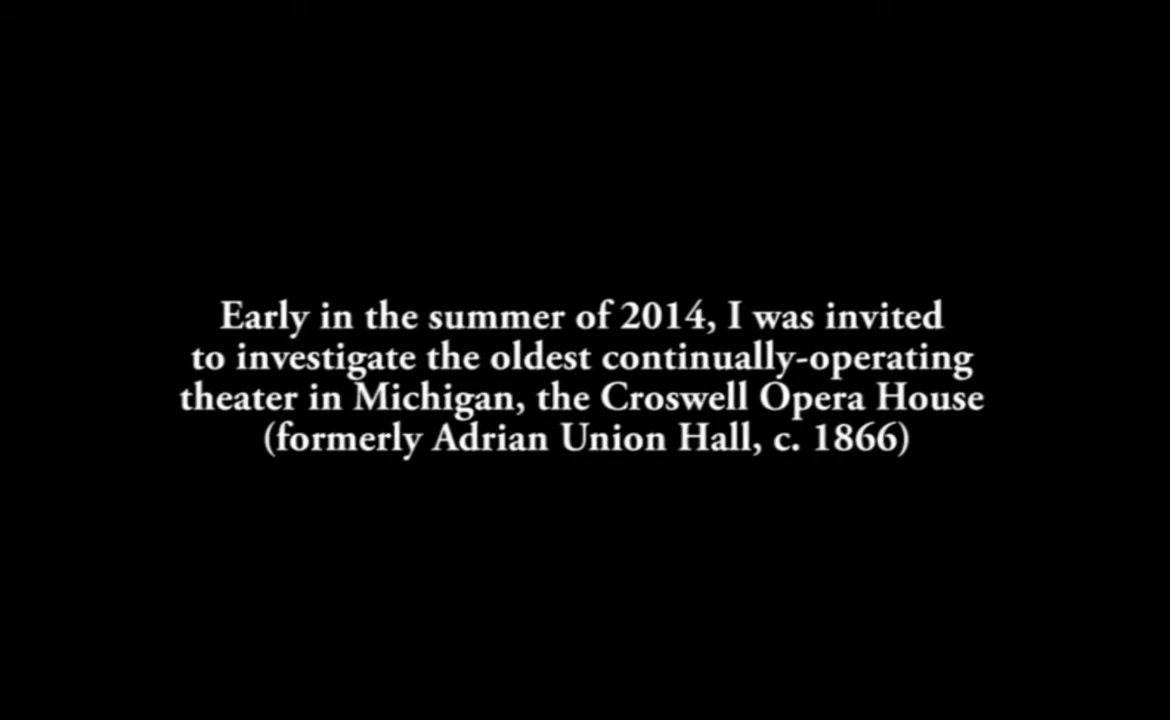 Early in the summer of 2014, I was invited
to investigate the oldest continually-operating
theater in Michigan, the Croswell Opera House
(formerly Adrian Union Hall, c. 1866)